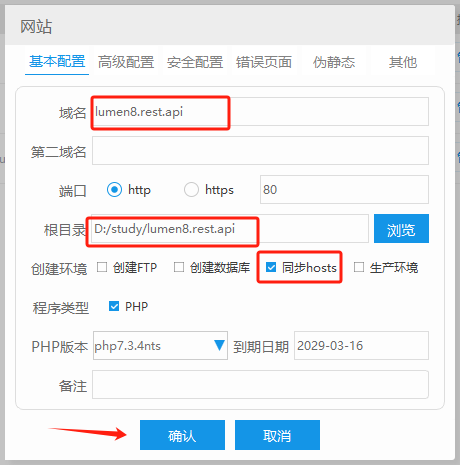 网站
基本配置 高级配置 安全配置 错误页面 伪静态 其他
域名 lumen8.rest.api
第二域名
端口 http https 80
根目录 D:/study/lumen8.rest.api 浏览
创建环境 创建FTP 创建数据库 同步hosts 生产环境
程序类型 PHP
PHP版本 php7.3.4nts 到期日期 2029-03-16
备注
确认 取消